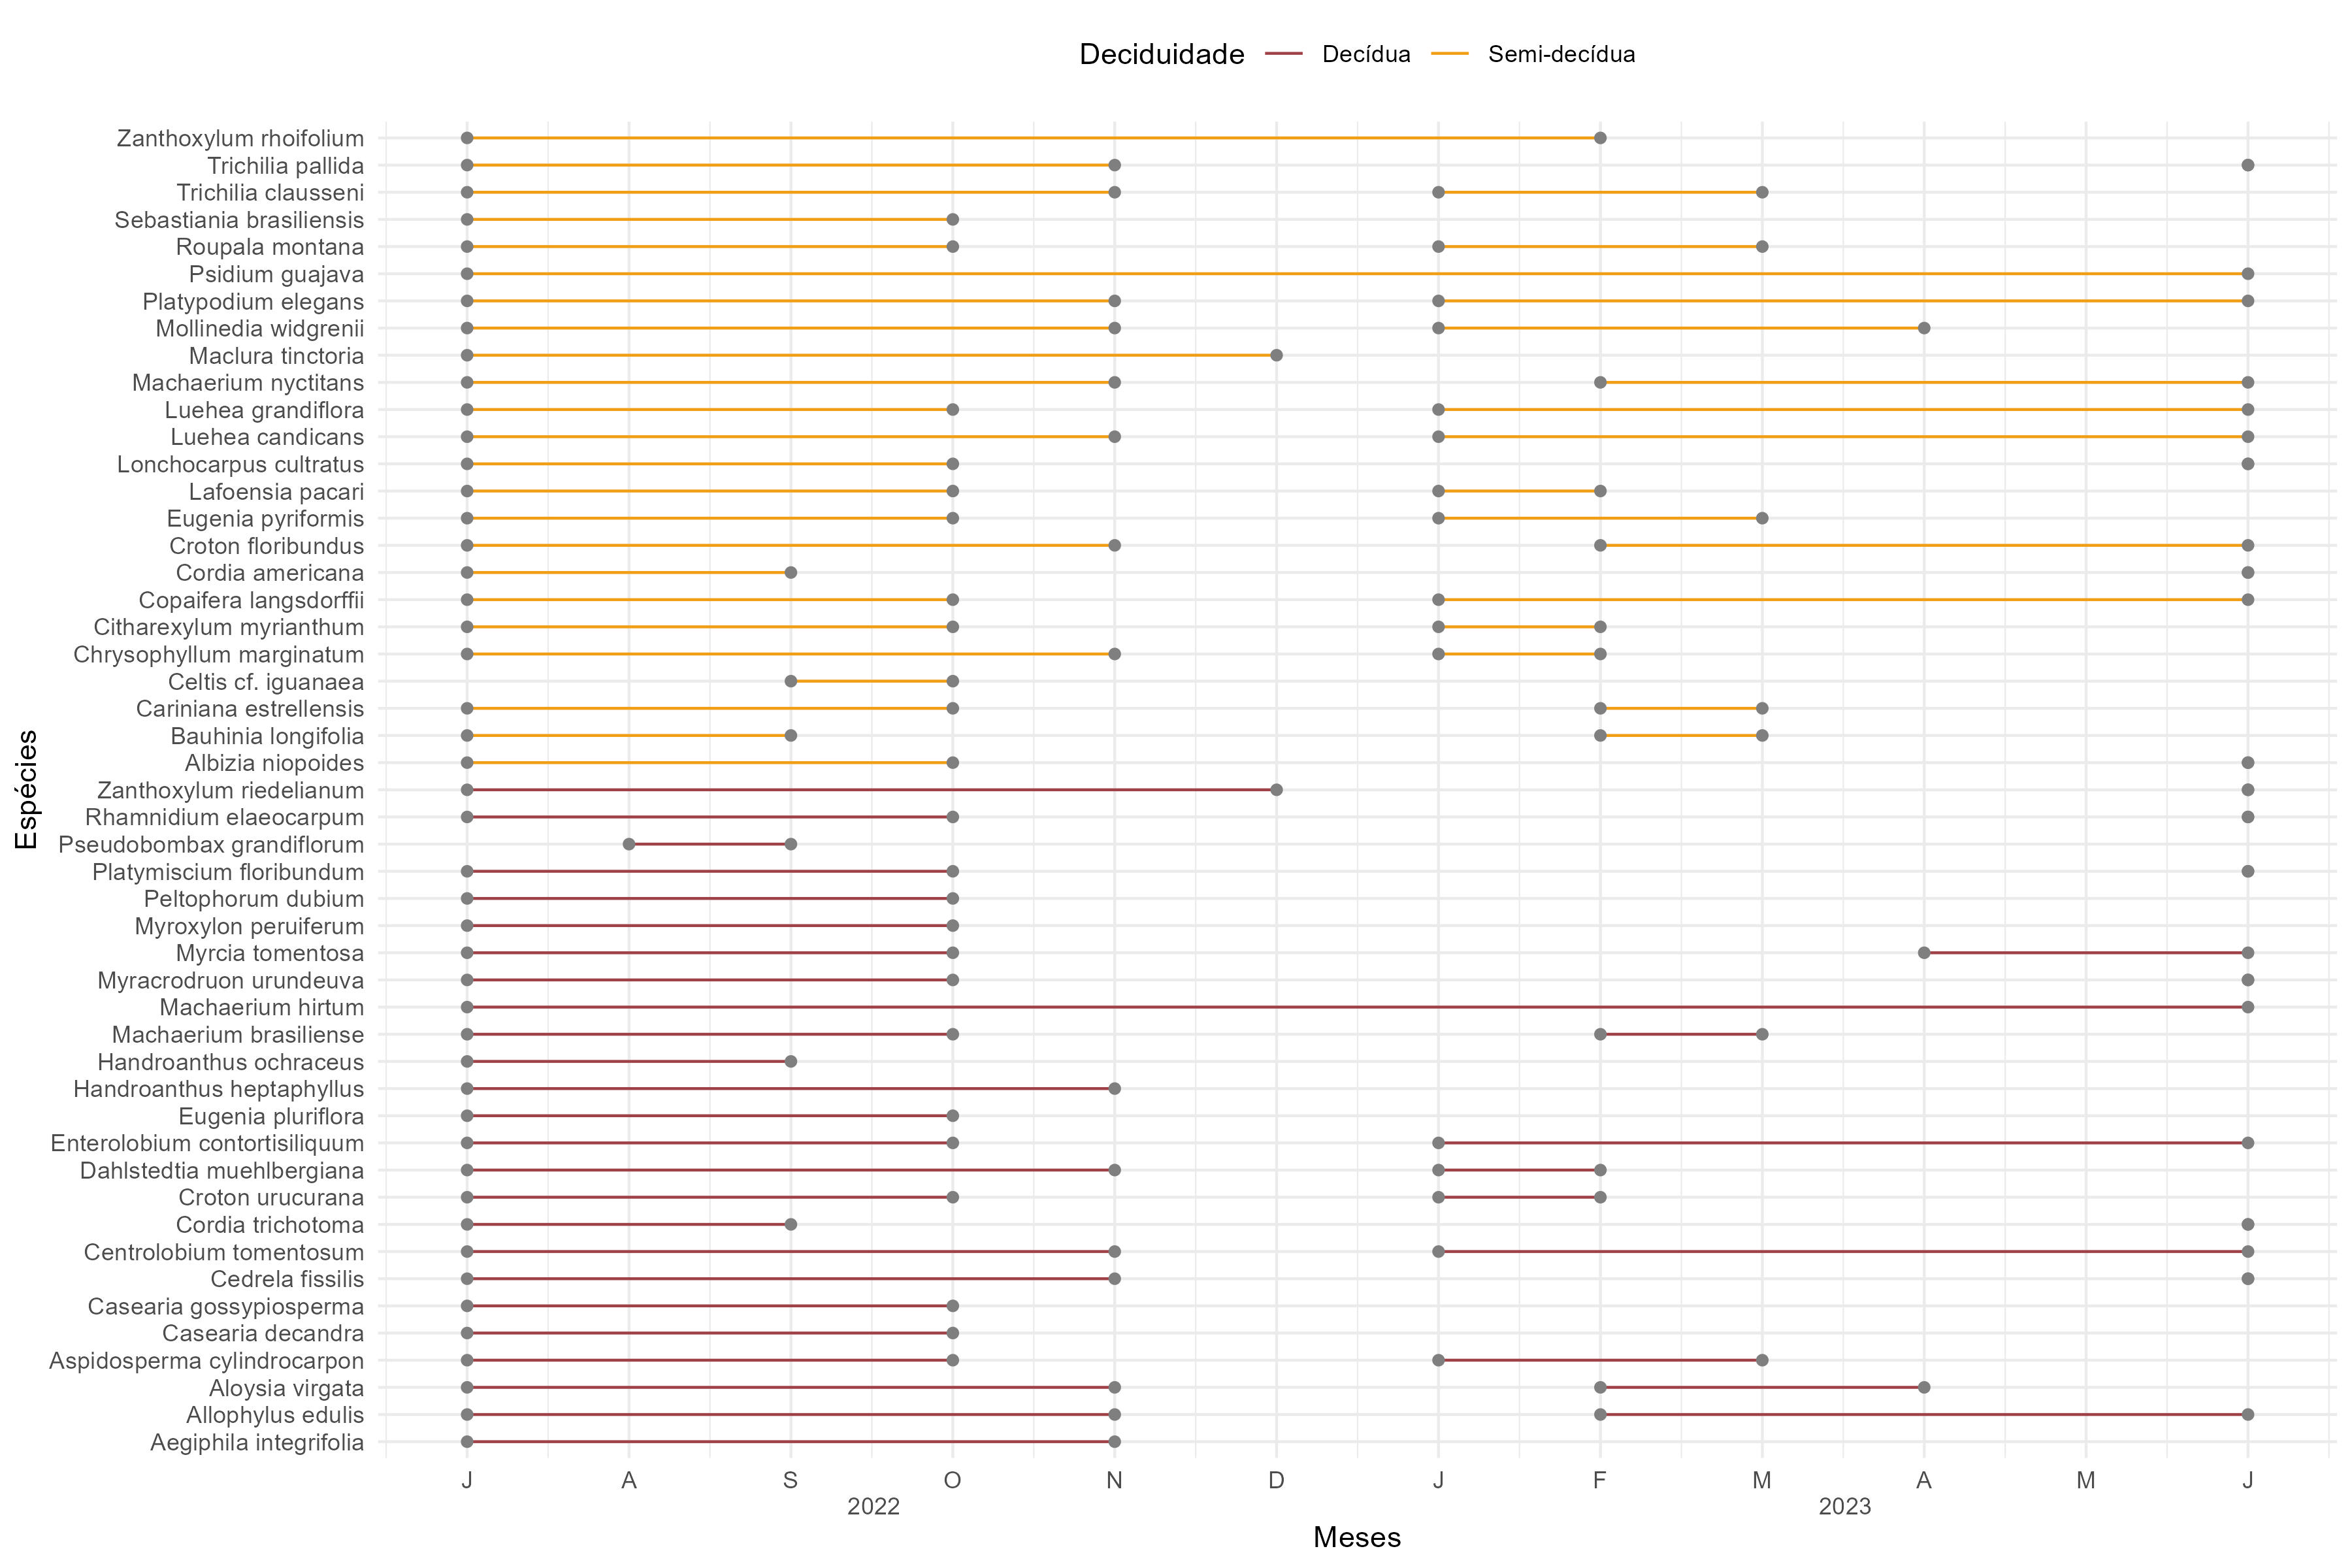 Deciduidade Decídua Semi-decídua
Zanthoxylum rhoifolium
Trichilia pallida
Trichilia clausseni
Sebastiania brasiliensis
Roupala montana
Psidium guajava
Platypodium elegans
Mollinedia widgrenii
Maclura tinctoria
Machaerium nyctitans
Luehea grandiflora
Luehea candicans
Lonchocarpus cultratus
Lafoensia pacari
Eugenia pyriformis
Croton floribundus
Cordia americana
Copaifera langsdorffii
Citharexylum myrianthum
Chrysophyllum marginatum
Celtis cf. iguanaea
Cariniana estrellensis
Bauhinia longifolia
Albizia niopoides
Zanthoxylum riedelianum
Rhamnidium elaeocarpum
Pseudobombax grandiflorum
Platymiscium floribundum
Peltophorum dubium
Myroxylon peruiferum
Myrcia tomentosa
Myracrodruon urundeuva
Machaerium hirtum
Machaerium brasiliense
Handroanthus ochraceus
Handroanthus heptaphyllus
Eugenia pluriflora
Enterolobium contortisiliquum
Dahlstedtia muehlbergiana
Croton urucurana
Cordia trichotoma
Centrolobium tomentosum
Cedrela fissilis
Casearia gossypiosperma
Casearia decandra
Aspidosperma cylindrocarpon
Aloysia virgata
Allophylus edulis
Aegiphila integrifolia
Espécies
J A S O N D J F M A M J
2022 2023
Meses